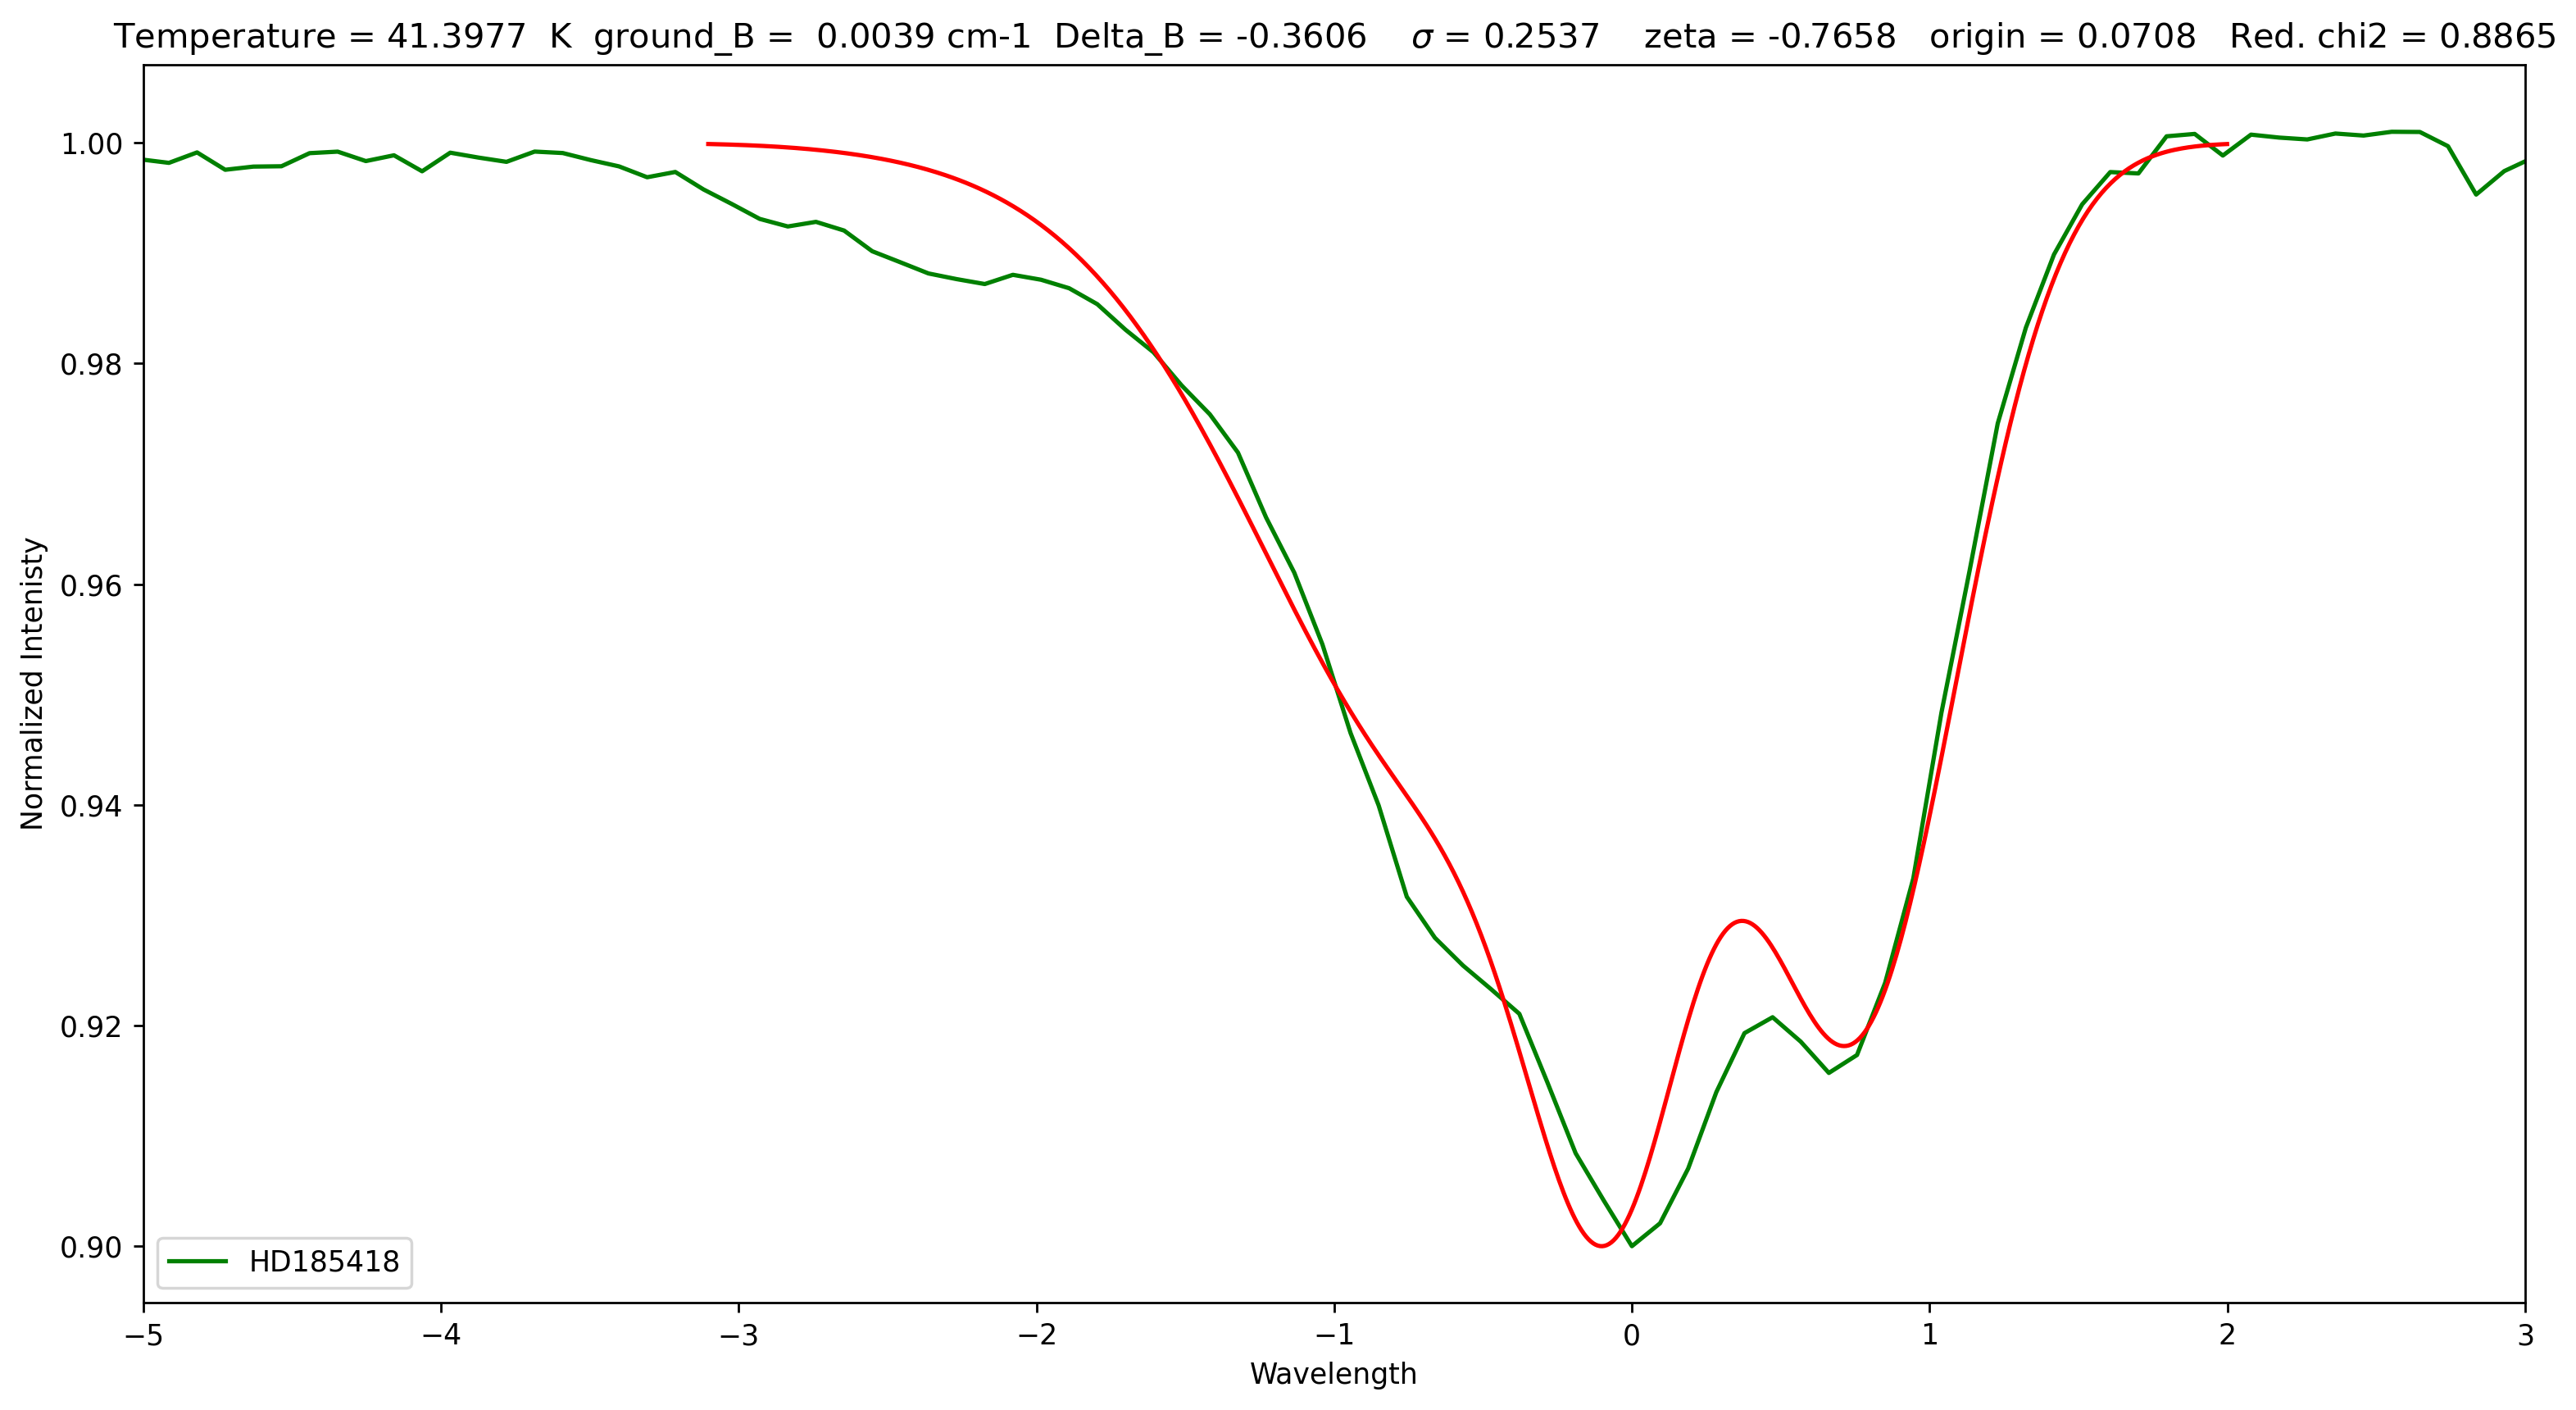 Temperature = 41.3977 K ground_B = 0.0039 cm-1 Delta_B = -0.3606 σ = 0.2537 zeta = -0.7658 origin = 0.0708 Red. chi2 = 0.8865
1.00
0.98
0.96
0.94
0.92
0.90
Normalized Intenisty
HD185418
−5 −4 −3 −2 −1 0 1 2 3
Wavelength